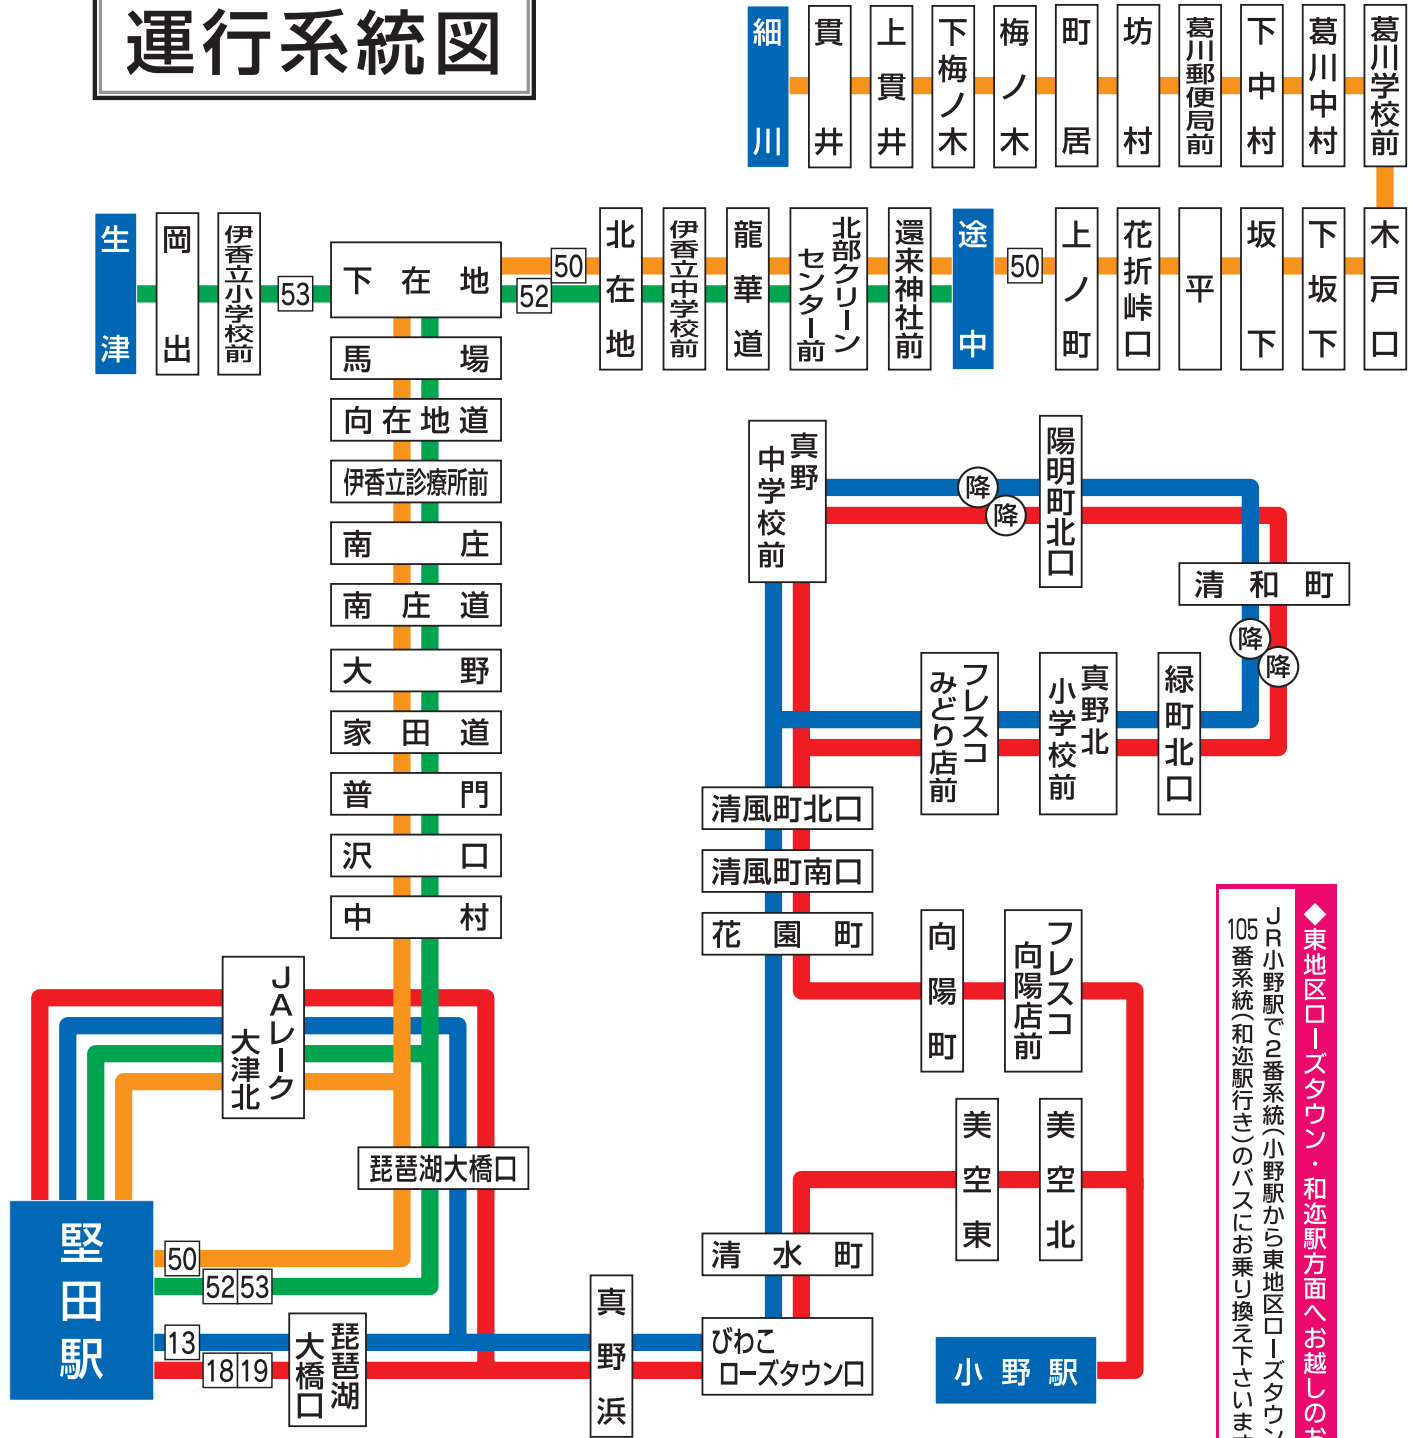 運行系統図
細川
貫井
上貫井
下梅ノ木
梅ノ木
町居
坊村
葛川郵便局前
下中村
葛川中村
葛川学校前
生津
岡出
伊香立小学校前
53
下在地
50
52
北在地
伊香立中学校前
龍華道
北部クリーン
センター前
還来神社前
途中
50
上ノ町
花折峠口
平
坂下
下坂下
木戸口
馬場
向在地道
伊香立診療所前
南庄
南庄道
大野
家田道
普門
沢口
中村
真野
中学校前
降
降
陽明町北口
清和町
降
降
フレスコ
みどり店前
真野北
小学校前
緑町北口
清風町北口
清風町南口
花園町
向陽町
フレスコ
向陽店前
JAレーク
大津北
琵琶湖大橋口
美空東
美空北
清水町
堅田駅
50
52
53
13
18
19
琵琶湖
大橋口
真野浜
びわこ
ローズタウン口
小野駅
◆東地区ローズタウン・和迩駅方面へお越しのお
JR小野駅で2番系統(小野駅から東地区ローズタウン
105番系統(和迩駅行き)のバスにお乗り換え下さいます